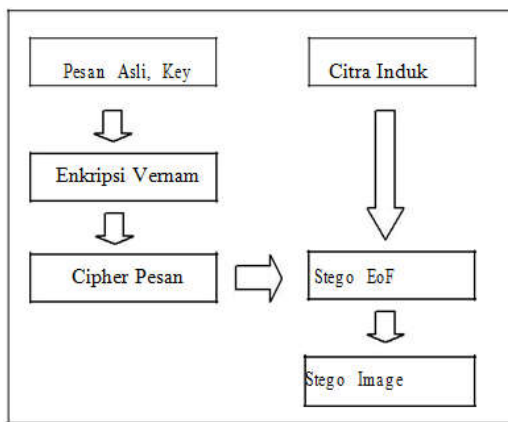 Pesan Asli, Key
Citra Induk
Enkripsi Vernam
Cipher Pesan
Stego EoF
Stego Image